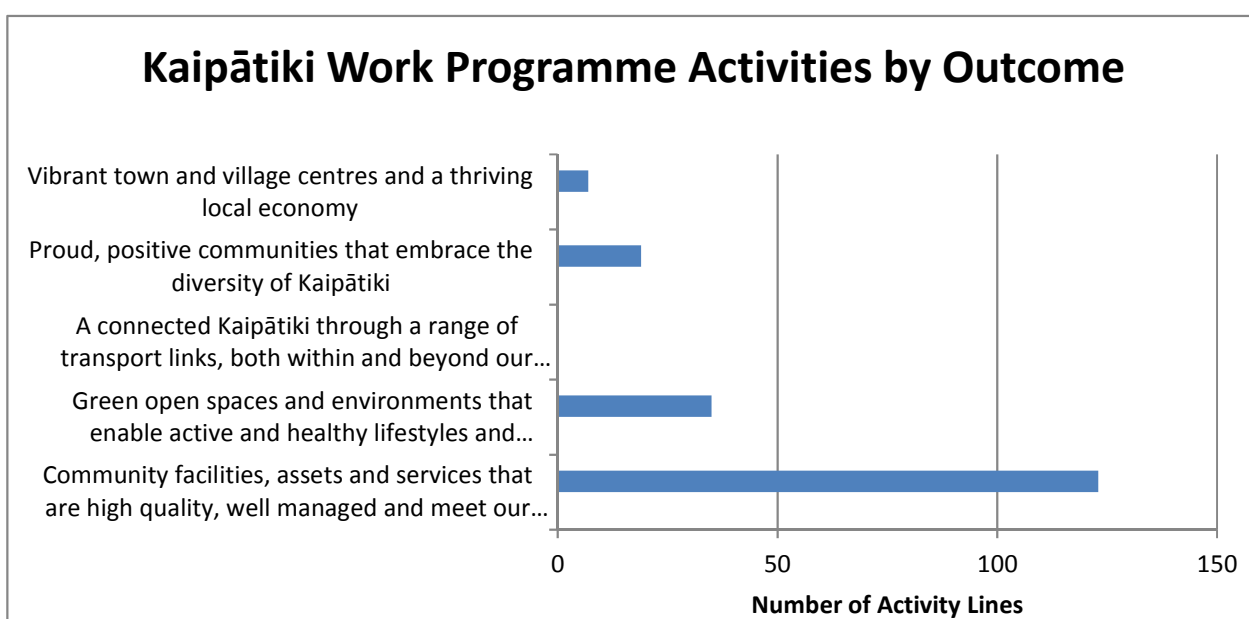 Kaipātiki Work Programme Activities by Outcome
Vibrant town and village centres and a thriving
local economy
Proud, positive communities that embrace the
diversity of Kaipātiki
A connected Kaipātiki through a range of
transport links, both within and beyond our...
Green open spaces and environments that
enable active and healthy lifestyles and...
Community facilities, assets and services that
are high quality, well managed and meet our...
0 50 100 150
Number of Activity Lines